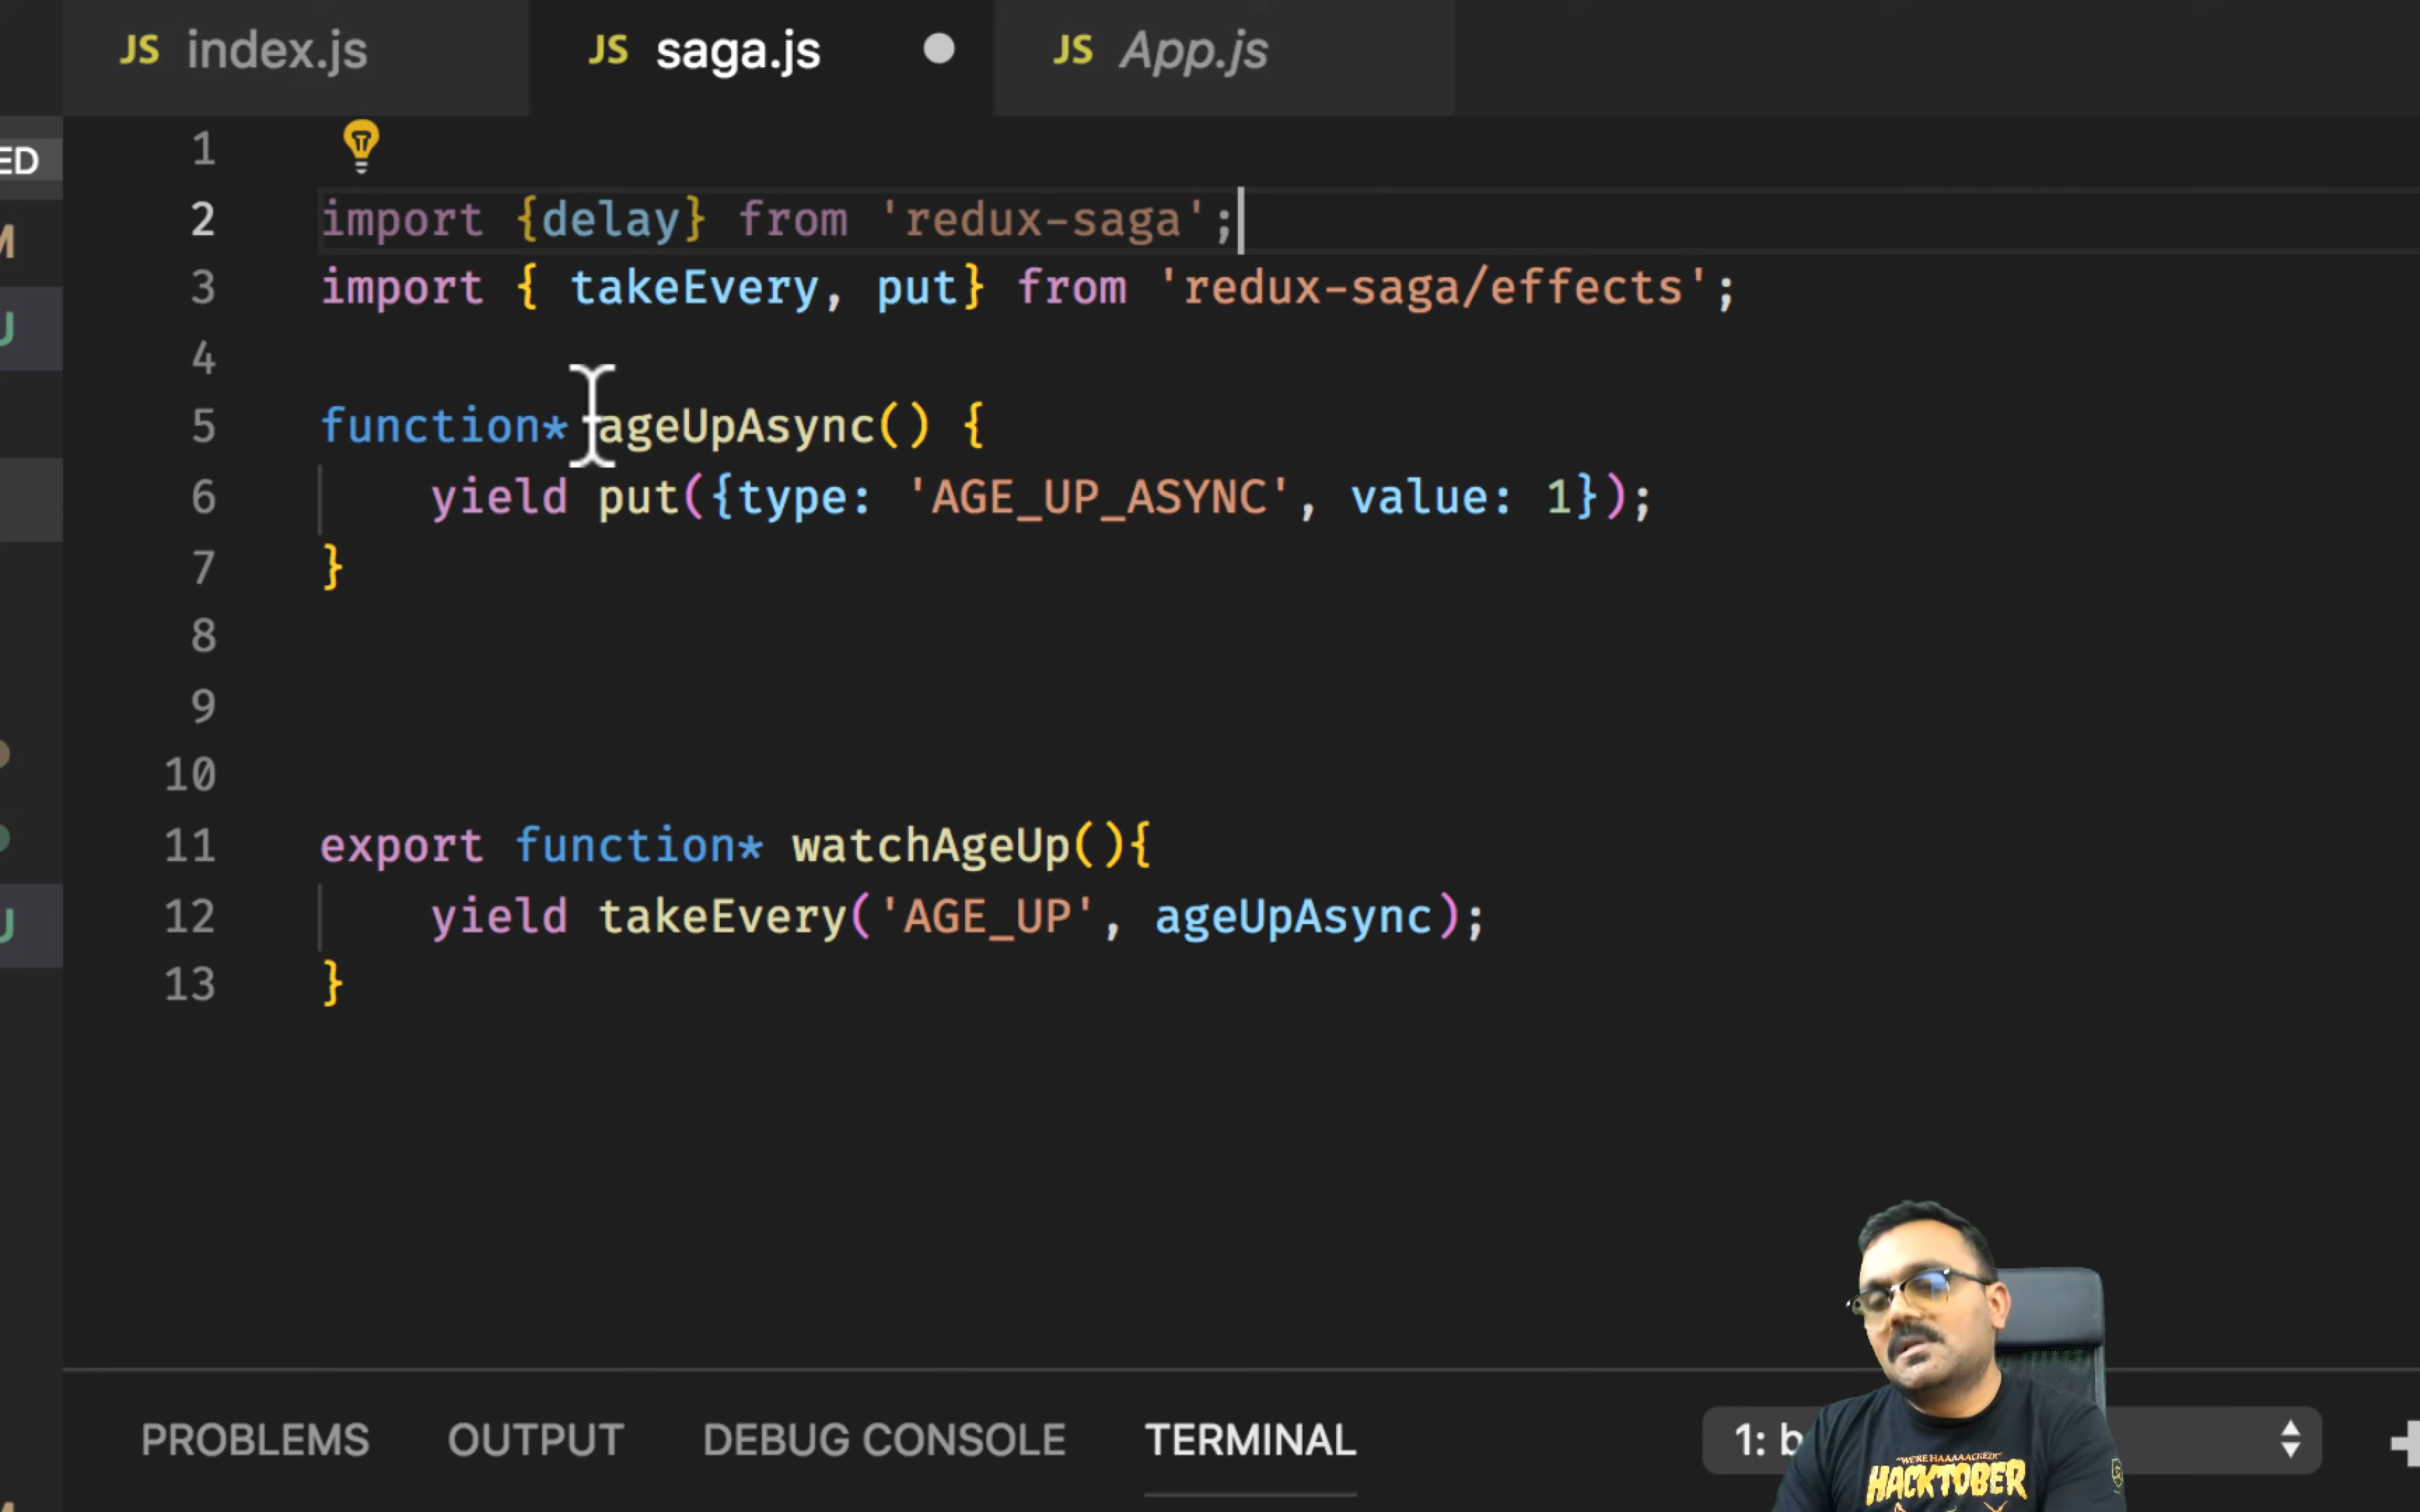 JS index.js
JS saga.js
JS App.js
ED
M
U
U
1
2 import {delay} from 'redux-saga';
3 import { takeEvery, put} from 'redux-saga/effects';
4
5 function* ageUpAsync() {
6 yield put({type: 'AGE_UP_ASYNC', value: 1});
7 }
8
9
10
11 export function* watchAgeUp(){
12 yield takeEvery('AGE_UP', ageUpAsync);
13 }
PROBLEMS OUTPUT DEBUG CONSOLE TERMINAL
1: b
HACKTOBER